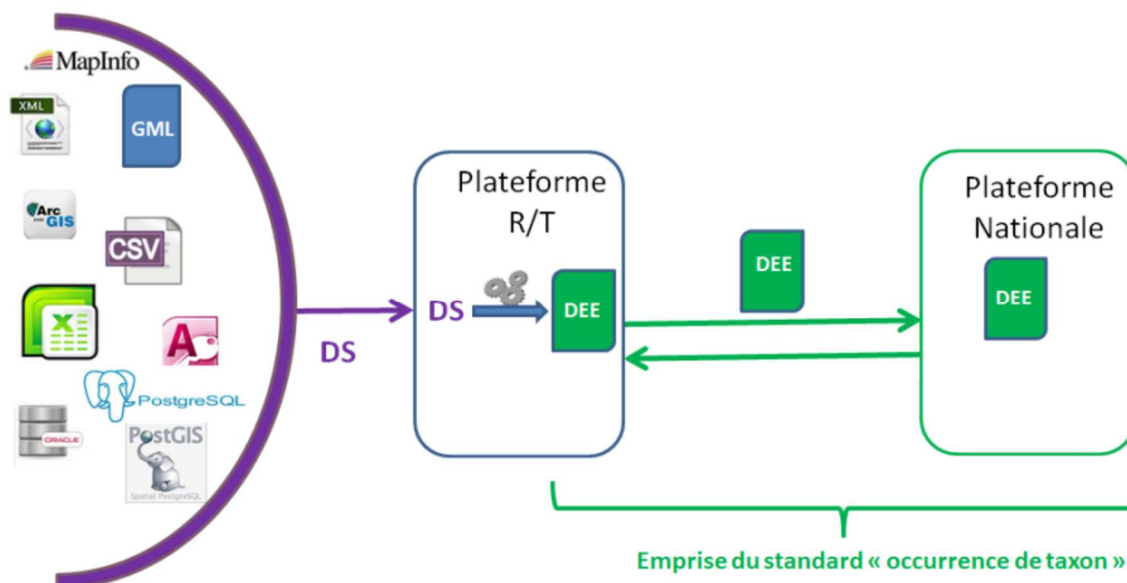 MapInfo
XML
GML
Arc
GIS
CSV
X
A
PostgreSQL
ORACLE
PostGIS
Spatial PostgreSQL
DS
Plateforme
R/T
DS
DEE
DEE
Plateforme
Nationale
DEE
Emprise du standard « occurrence de taxon »